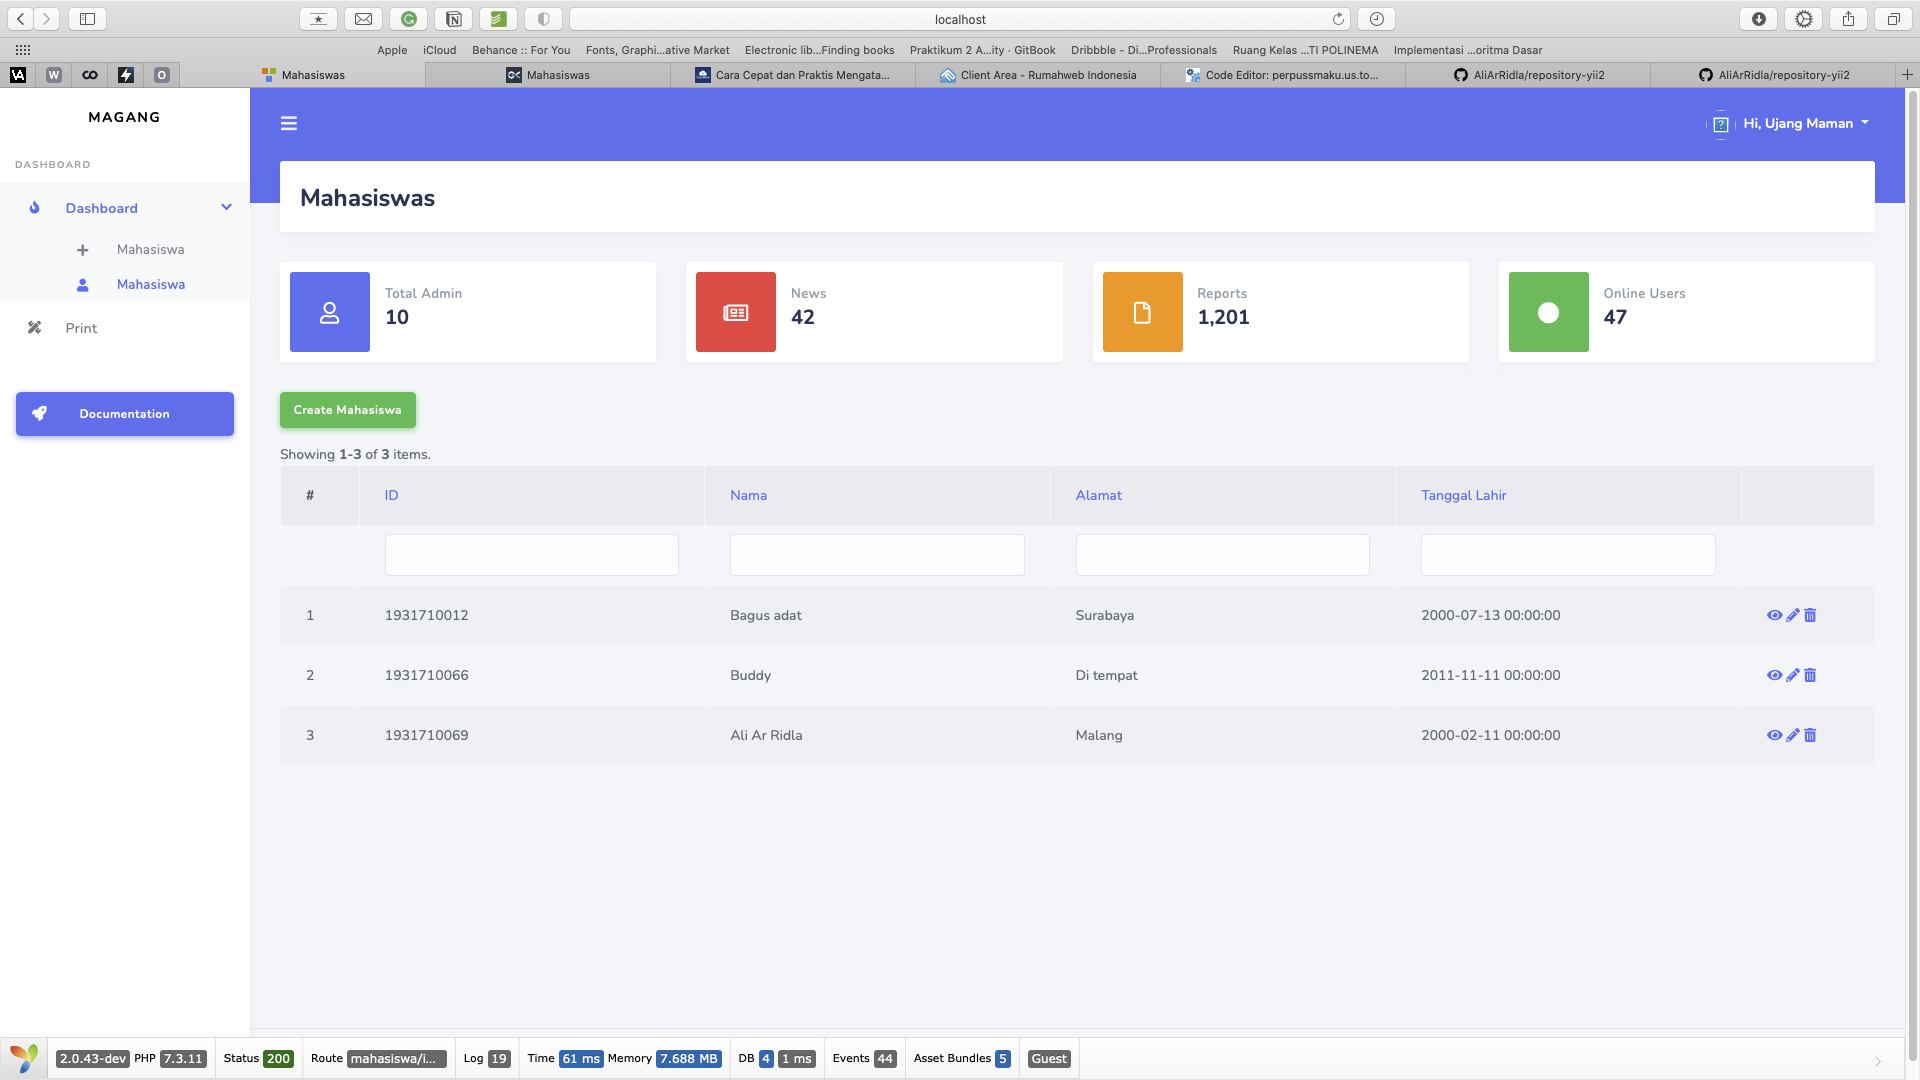 localhost
Apple iCloud Behance :: For You Fonts, Graphi...ative Market Electronic lib...Finding books Praktikum 2 A...ity · GitBook Dribbble - Di...Professionals Ruang Kelas ...TI POLINEMA Implementasi ...oritma Dasar
W O Mahasiswas Mahasiswas Cara Cepat dan Praktis Mengata... Client Area - Rumahweb Indonesia Code Editor: perpussmaku.us.to... AliArRidla/repository-yii2 AliArRidla/repository-yii2
MAGANG
Hi, Ujang Maman
DASHBOARD
Dashboard
Mahasiswa
Mahasiswa
Print
Documentation
Mahasiswas
Total Admin
10
News
42
Reports
1,201
Online Users
47
Create Mahasiswa
Showing 1-3 of 3 items.
# ID Nama Alamat Tanggal Lahir
1 1931710012 Bagus adat Surabaya 2000-07-13 00:00:00
2 1931710066 Buddy Di tempat 2011-11-11 00:00:00
3 1931710069 Ali Ar Ridla Malang 2000-02-11 00:00:00
2.0.43-dev PHP 7.3.11 Status 200 Route mahasiswa/i... Log 19 Time 61 ms Memory 7.688 MB DB 4 1 ms Events 44 Asset Bundles 5 Guest